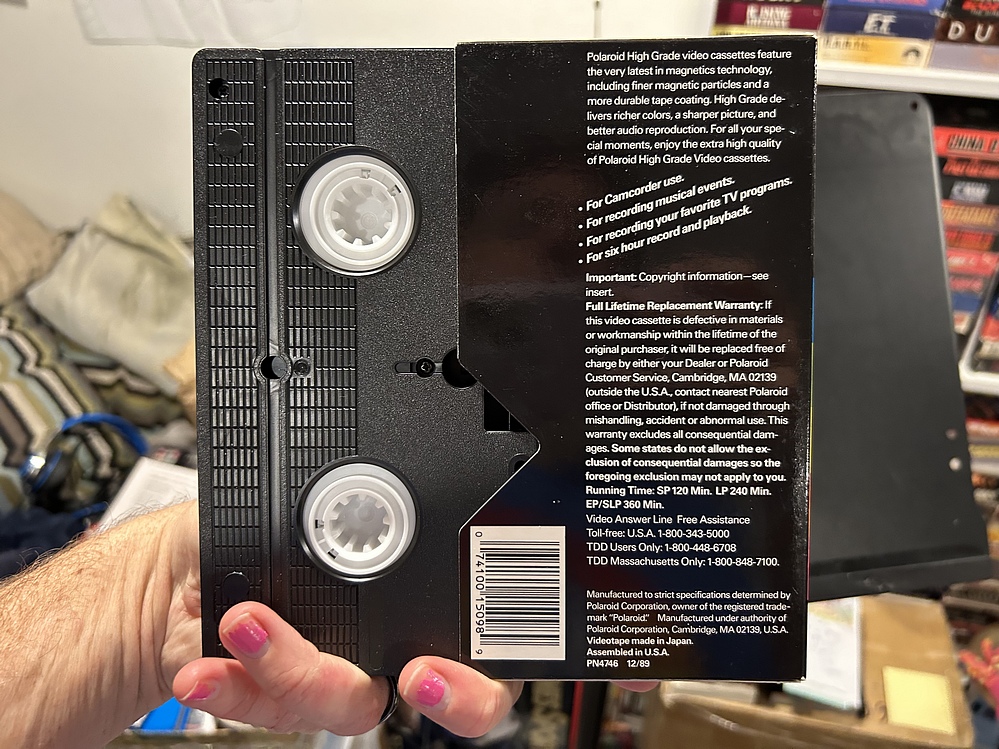 Polaroid High Grade video cassettes feature
the very latest in magnetics technology,
including finer magnetic particles and a
more durable tape coating. High Grade de-
livers richer colors, a sharper picture, and
better audio reproduction. For all your spe-
cial moments, enjoy the extra high quality
of Polaroid High Grade Video cassettes.
• For Camcorder use.
• For recording musical events.
• For recording your favorite TV programs.
• For six hour record and playback.
Important: Copyright information—see
insert.
Full Lifetime Replacement Warranty: If
this video cassette is defective in materials
or workmanship within the lifetime of the
original purchaser, it will be replaced free of
charge by either your Dealer or Polaroid
Customer Service, Cambridge, MA 02139
(outside the U.S.A., contact nearest Polaroid
office or Distributor), if not damaged through
mishandling, accident or abnormal use. This
warranty excludes all consequential dam-
ages. Some states do not allow the ex-
clusion of consequential damages so the
foregoing exclusion may not apply to you.
Running Time: SP 120 Min. LP 240 Min.
EP/SLP 360 Min.
Video Answer Line Free Assistance
Toll-free: U.S.A. 1-800-343-5000
TDD Users Only: 1-800-448-6708
TDD Massachusetts Only: 1-800-848-7100.
Manufactured to strict specifications determined by
Polaroid Corporation, owner of the registered trade-
mark "Polaroid." Manufactured under authority of
Polaroid Corporation, Cambridge, MA 02139, U.S.A.
Videotape made in Japan.
Assembled in U.S.A.
PN4746 12/89
0 74100 15098 9
E.T.
DU
CHINA